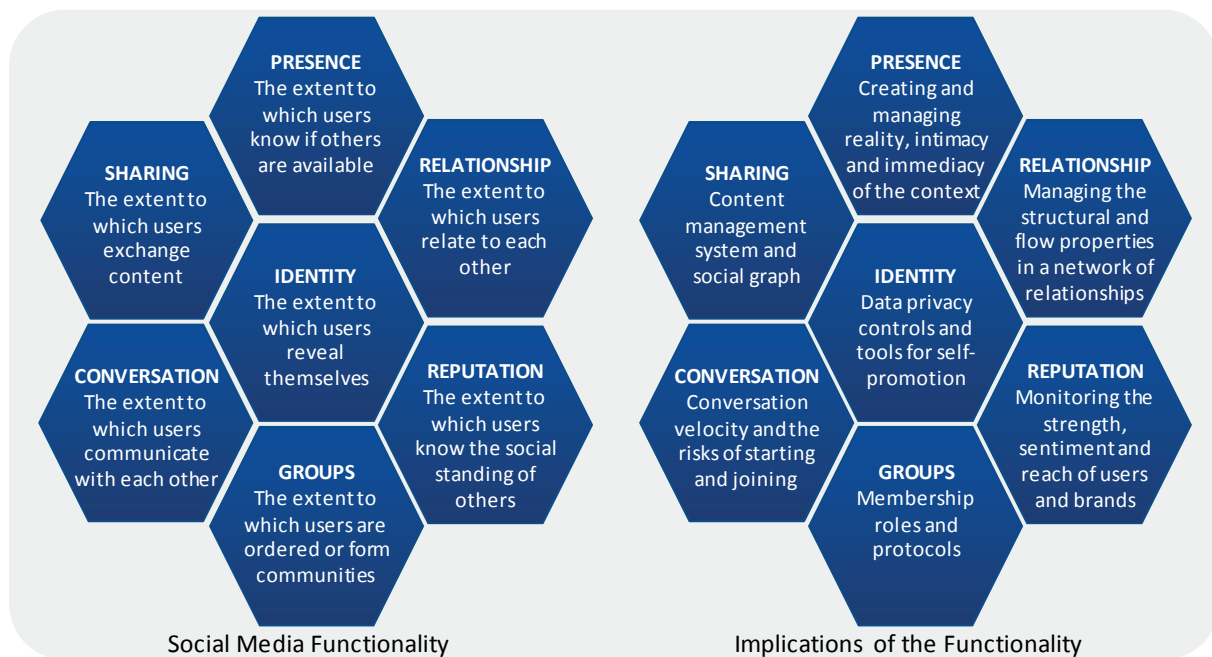 PRESENCE
The extent to
which users
know if others
are available
SHARING
The extent to
which users
exchange
content
RELATIONSHIP
The extent to
which users
relate to each
other
IDENTITY
The extent to
which users
reveal
themselves
CONVERSATION
The extent to
which users
communicate
with each other
REPUTATION
The extent to
which users
know the social
standing of
others
GROUPS
The extent to
which users are
ordered or form
communities
Social Media Functionality
PRESENCE
Creating and
managing
reality, intimacy
and immediacy
of the context
SHARING
Content
management
system and
social graph
RELATIONSHIP
Managing the
structural and
flow properties
in a network of
relationships
IDENTITY
Data privacy
controls and
tools for self-
promotion
CONVERSATION
Conversation
velocity and the
risks of starting
and joining
REPUTATION
Monitoring the
strength,
sentiment and
reach of users
and brands
GROUPS
Membership
roles and
protocols
Implications of the Functionality